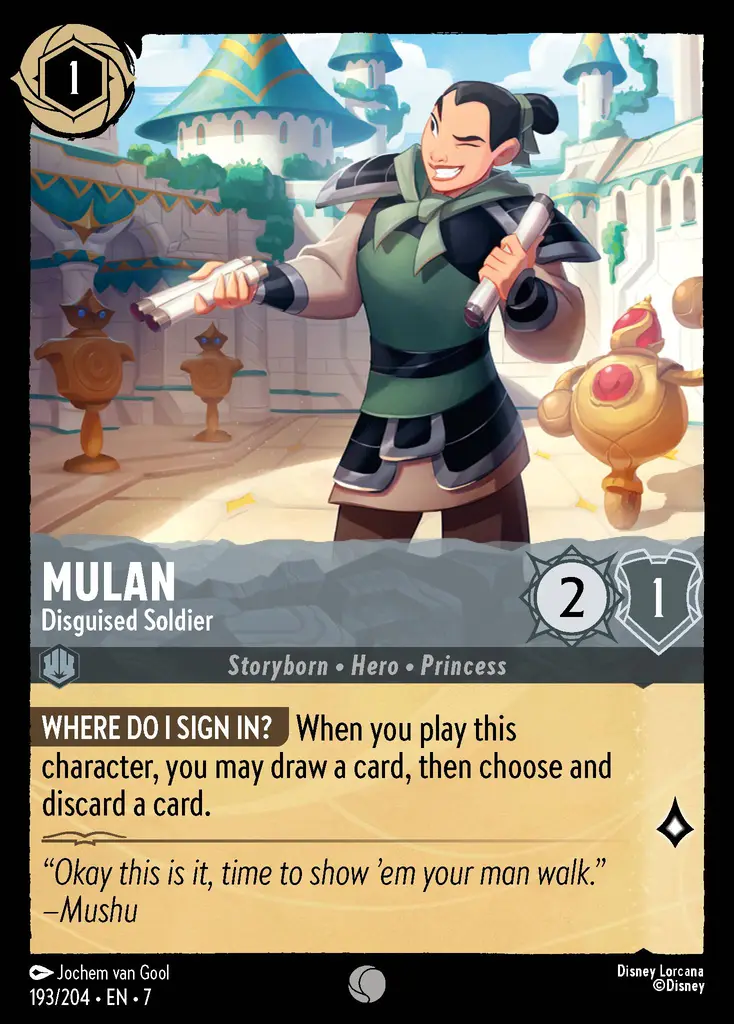 1
MULAN
Disguised Soldier
2
1
Storyborn • Hero • Princess
WHERE DO I SIGN IN? When you play this
character, you may draw a card, then choose and
discard a card.
“Okay this is it, time to show ’em your man walk.”
–Mushu
Jochem van Gool
193/204 • EN • 7
Disney Lorcana
©Disney